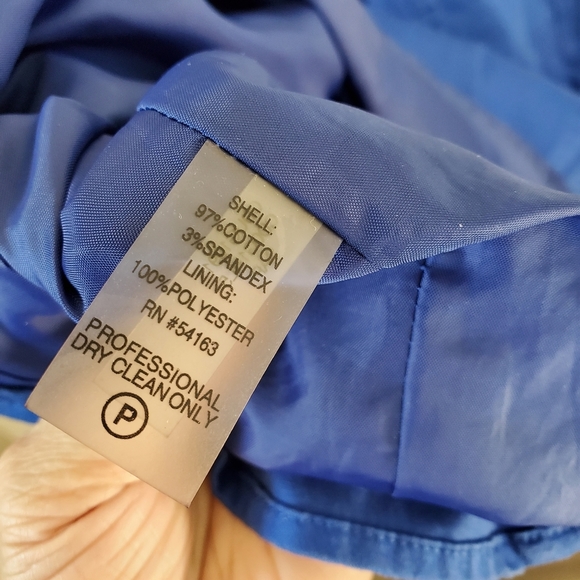 SHELL:
97%COTTON
3%SPANDEX
LINING:
100%POLYESTER
RN #54163
PROFESSIONAL
DRY CLEAN ONLY
P